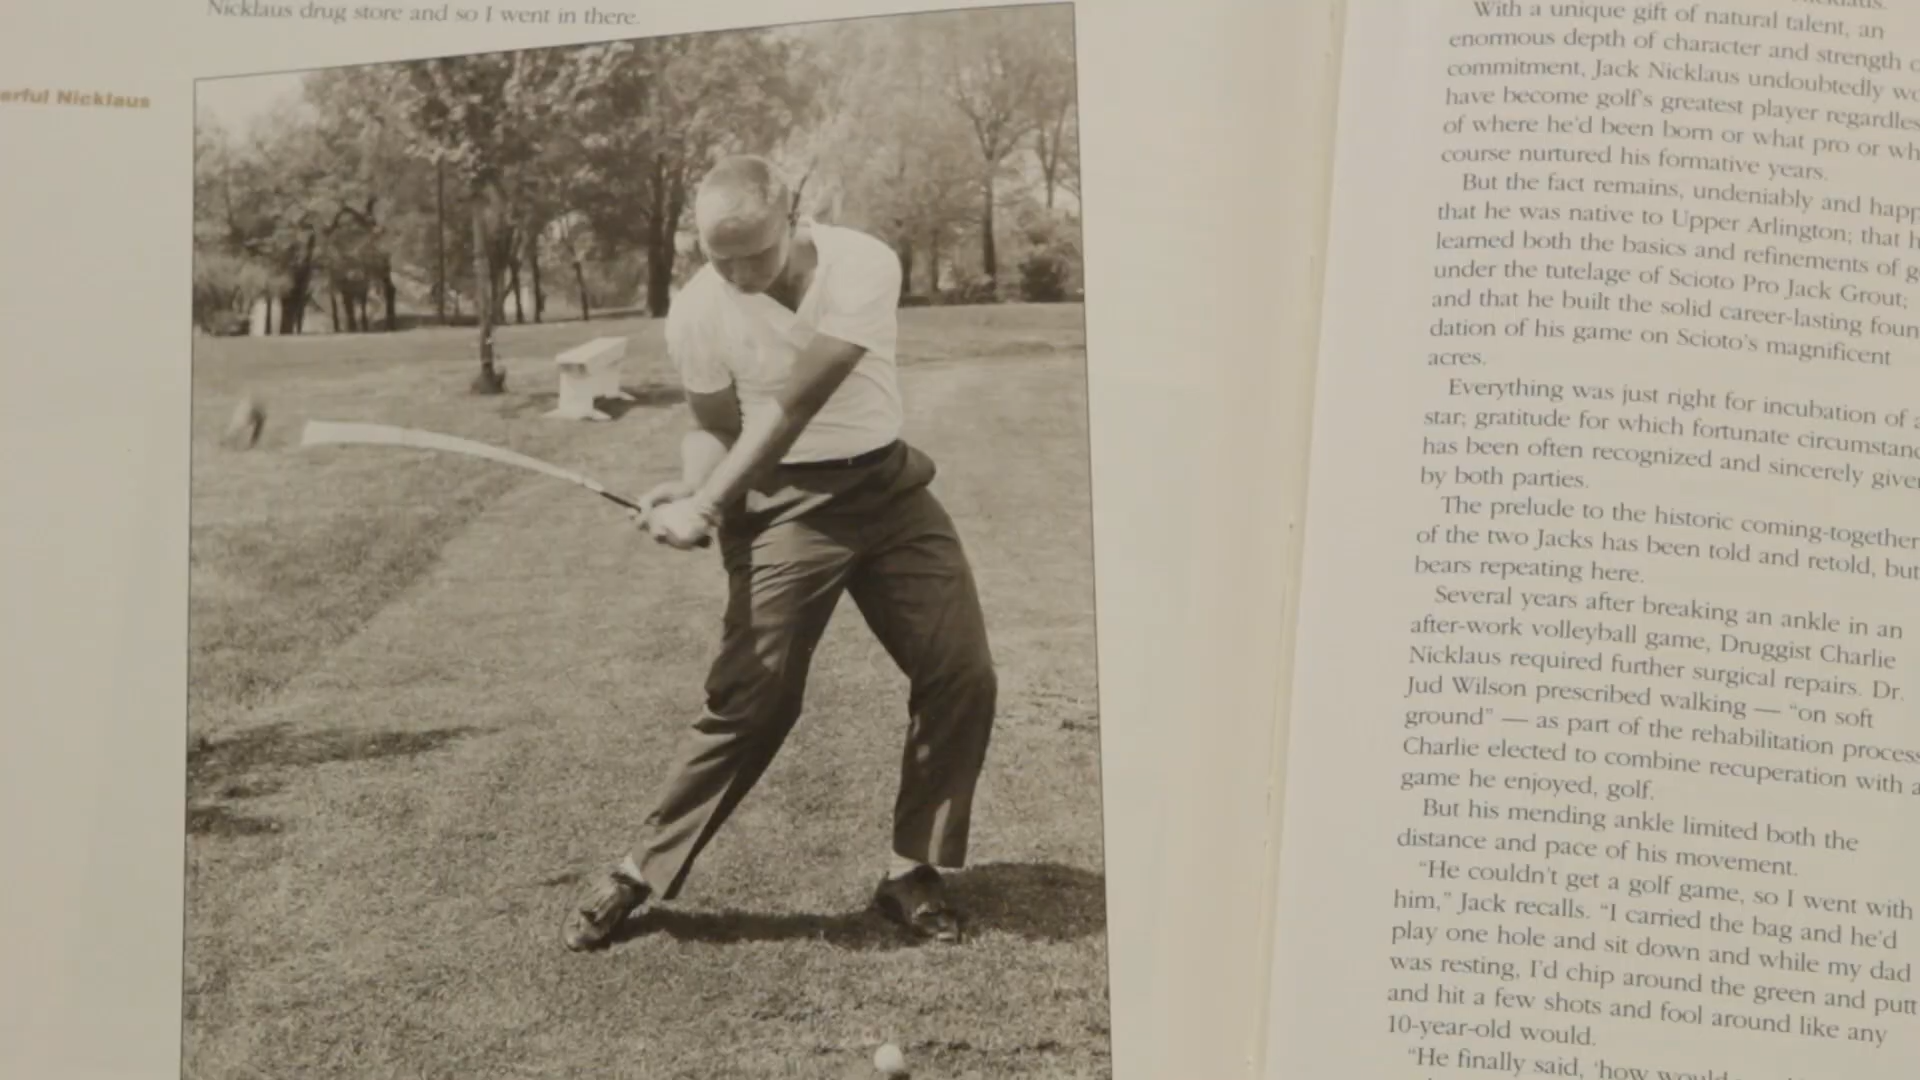 Nicklaus drug store and so I went in there.
erful Nicklaus
With a unique gift of natural talent, an
enormous depth of character and strength
commitment, Jack Nicklaus undoubtedly
have become golf's greatest player regardles
of where he'd been born or what pro or wh
course nurtured his formative years.
But the fact remains, undeniably and happ
that he was native to Upper Arlington; that h
learned both the basics and refinements of g
under the tutelage of Scioto Pro Jack Grout;
and that he built the solid career-lasting foun
dation of his game on Scioto's magnificent
acres.
Everything was just right for incubation of a
star; gratitude for which fortunate circumstanc
has been often recognized and sincerely give
by both parties.
The prelude to the historic coming-together
of the two Jacks has been told and retold, but
bears repeating here.
Several years after breaking an ankle in an
after-work volleyball game, Druggist Charlie
Nicklaus required further surgical repairs. Dr.
Jud Wilson prescribed walking — "on soft
ground" — as part of the rehabilitation process
Charlie elected to combine recuperation with a
game he enjoyed, golf.
But his mending ankle limited both the
distance and pace of his movement.
"He couldn't get a golf game, so I went with
him," Jack recalls. "I carried the bag and he'd
play one hole and sit down and while my dad
was resting, I'd chip around the green and putt
and hit a few shots and fool around like any
10-year-old would.
"He finally said, 'how would